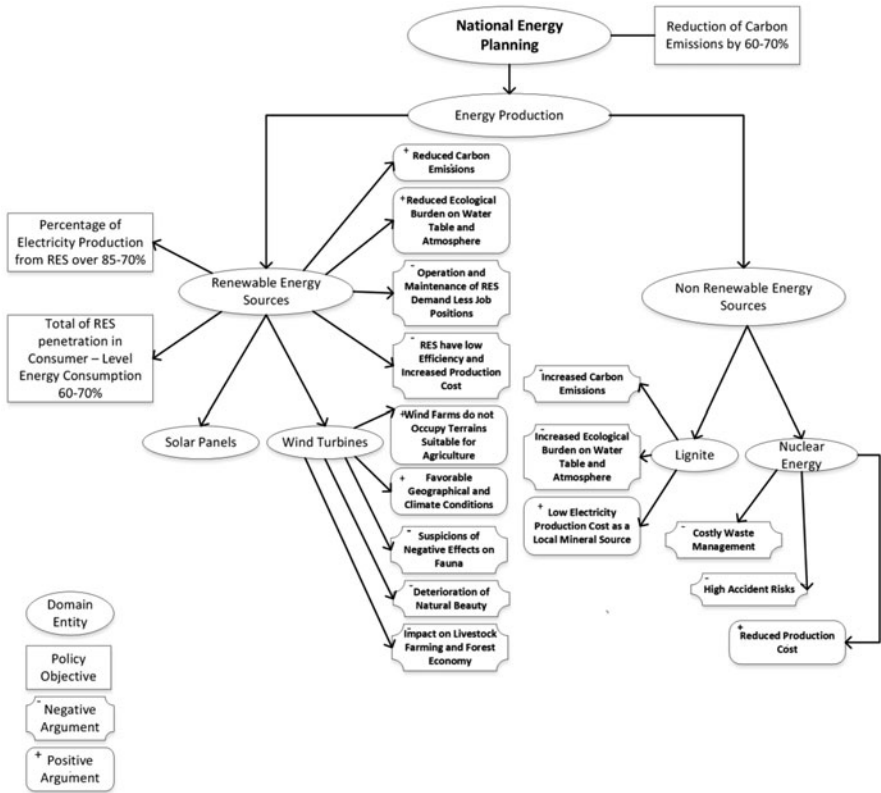 National Energy
Planning
Reduction of Carbon
Emissions by 60-70%
Energy Production
+ Reduced Carbon
Emissions
+ Reduced Ecological
Burden on Water
Table and
Atmosphere
Percentage of
Electricity Production
from RES over 85-70%
Renewable Energy
Sources
- Operation and
Maintenance of RES
Demand Less Job
Positions
Non Renewable Energy
Sources
Total of RES
penetration in
Consumer – Level
Energy Consumption
60-70%
- RES have low
Efficiency and
Increased Production
Cost
- Increased Carbon
Emissions
Solar Panels
Wind Turbines
+ Wind Farms do not
Occupy Terrains
Suitable for
Agriculture
- Increased Ecological
Burden on Water
Table and
Atmosphere
Lignite
Nuclear
Energy
+ Favorable
Geographical and
Climate Conditions
+ Low Electricity
Production Cost as a
Local Mineral Source
- Suspicions of
Negative Effects on
Fauna
- Costly Waste
Management
- Deterioration of
Natural Beauty
- High Accident Risks
- Impact on Livestock
Farming and Forest
Economy
+ Reduced Production
Cost
Domain
Entity
Policy
Objective
- Negative
Argument
+ Positive
Argument